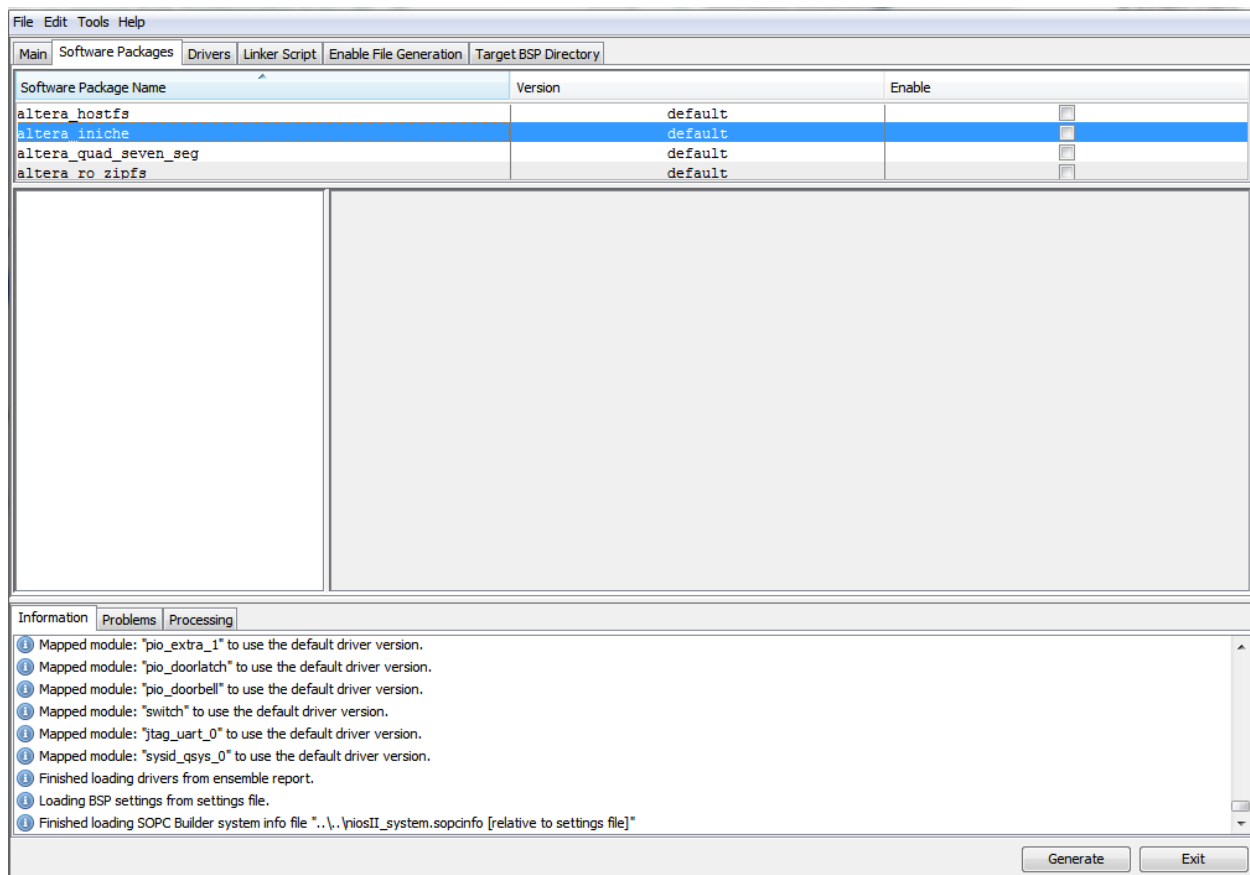 File Edit Tools Help
Main Software Packages Drivers Linker Script Enable File Generation Target BSP Directory
Software Package Name Version Enable
altera_hostfs default
altera_iniche default
altera_quad_seven_seg default
altera_ro_zipfs default
Information Problems Processing
Mapped module: "pio_extra_1" to use the default driver version.
Mapped module: "pio_doorlatch" to use the default driver version.
Mapped module: "pio_doorbell" to use the default driver version.
Mapped module: "switch" to use the default driver version.
Mapped module: "jtag_uart_0" to use the default driver version.
Mapped module: "sysid_qsys_0" to use the default driver version.
Finished loading drivers from ensemble report.
Loading BSP settings from settings file.
Finished loading SOPC Builder system info file "..\..\niosII_system.sopcinfo [relative to settings file]"
Generate Exit